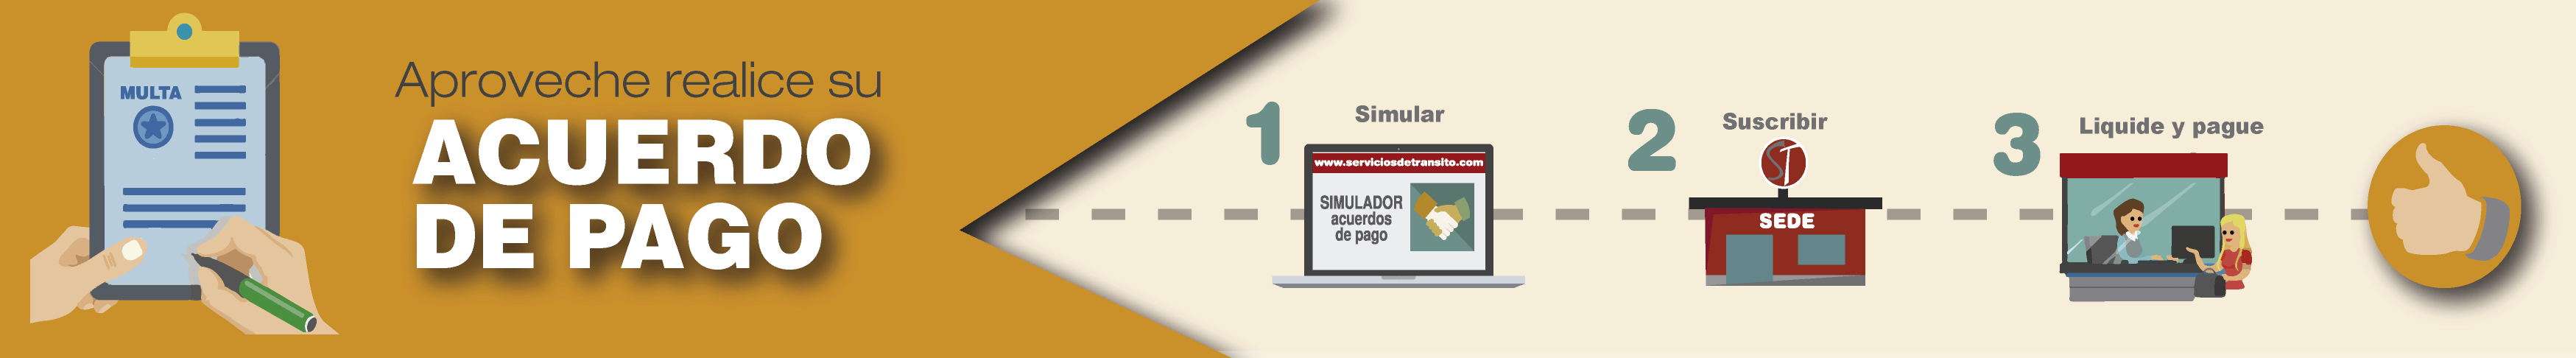 MULTA
Aproveche realice su
ACUERDO
DE PAGO
1
Simular
www.serviciosdetransito.com
SIMULADOR
acuerdos
de pago
2
Suscribir
ST
SEDE
3
Liquide y pague